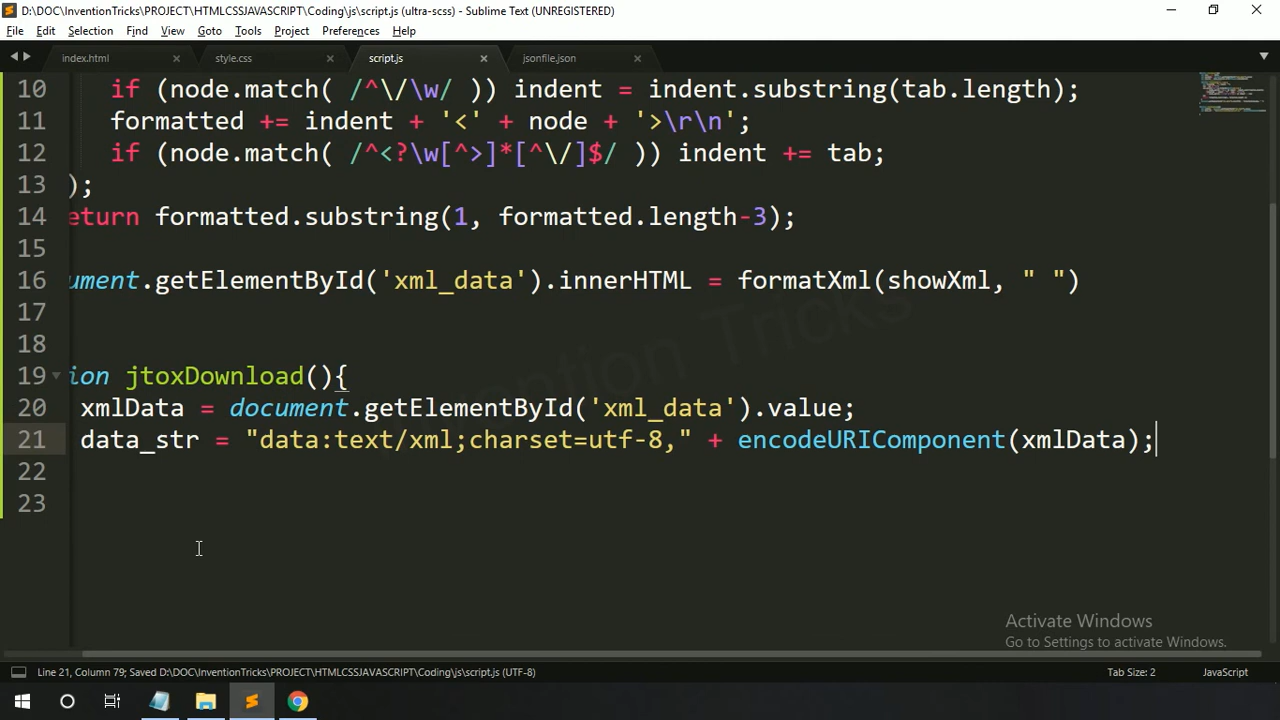 D:\DOC\InventionTricks\PROJECT\HTMLCSSJAVASCRIPT\Coding\js\script.js (ultra-scss) - Sublime Text (UNREGISTERED)
File Edit Selection Find View Goto Tools Project Preferences Help
index.html style.css script.js jsonfile.json
10 if (node.match( /^\/\w/ )) indent = indent.substring(tab.length);
11 formatted += indent + '<' + node + '>\r\n';
12 if (node.match( /^<?\w[^>]*[^\/]$/ )) indent += tab;
13 );
14 eturn formatted.substring(1, formatted.length-3);
15
16 ument.getElementById('xml_data').innerHTML = formatXml(showXml, " ")
17
18
19 ion jtoxDownload(){
20 xmlData = document.getElementById('xml_data').value;
21 data_str = "data:text/xml;charset=utf-8," + encodeURIComponent(xmlData);
22
23
Invention Tricks
Activate Windows
Go to Settings to activate Windows.
Line 21, Column 79; Saved D:\DOC\InventionTricks\PROJECT\HTMLCSSJAVASCRIPT\Coding\js\script.js (UTF-8) Tab Size: 2 JavaScript